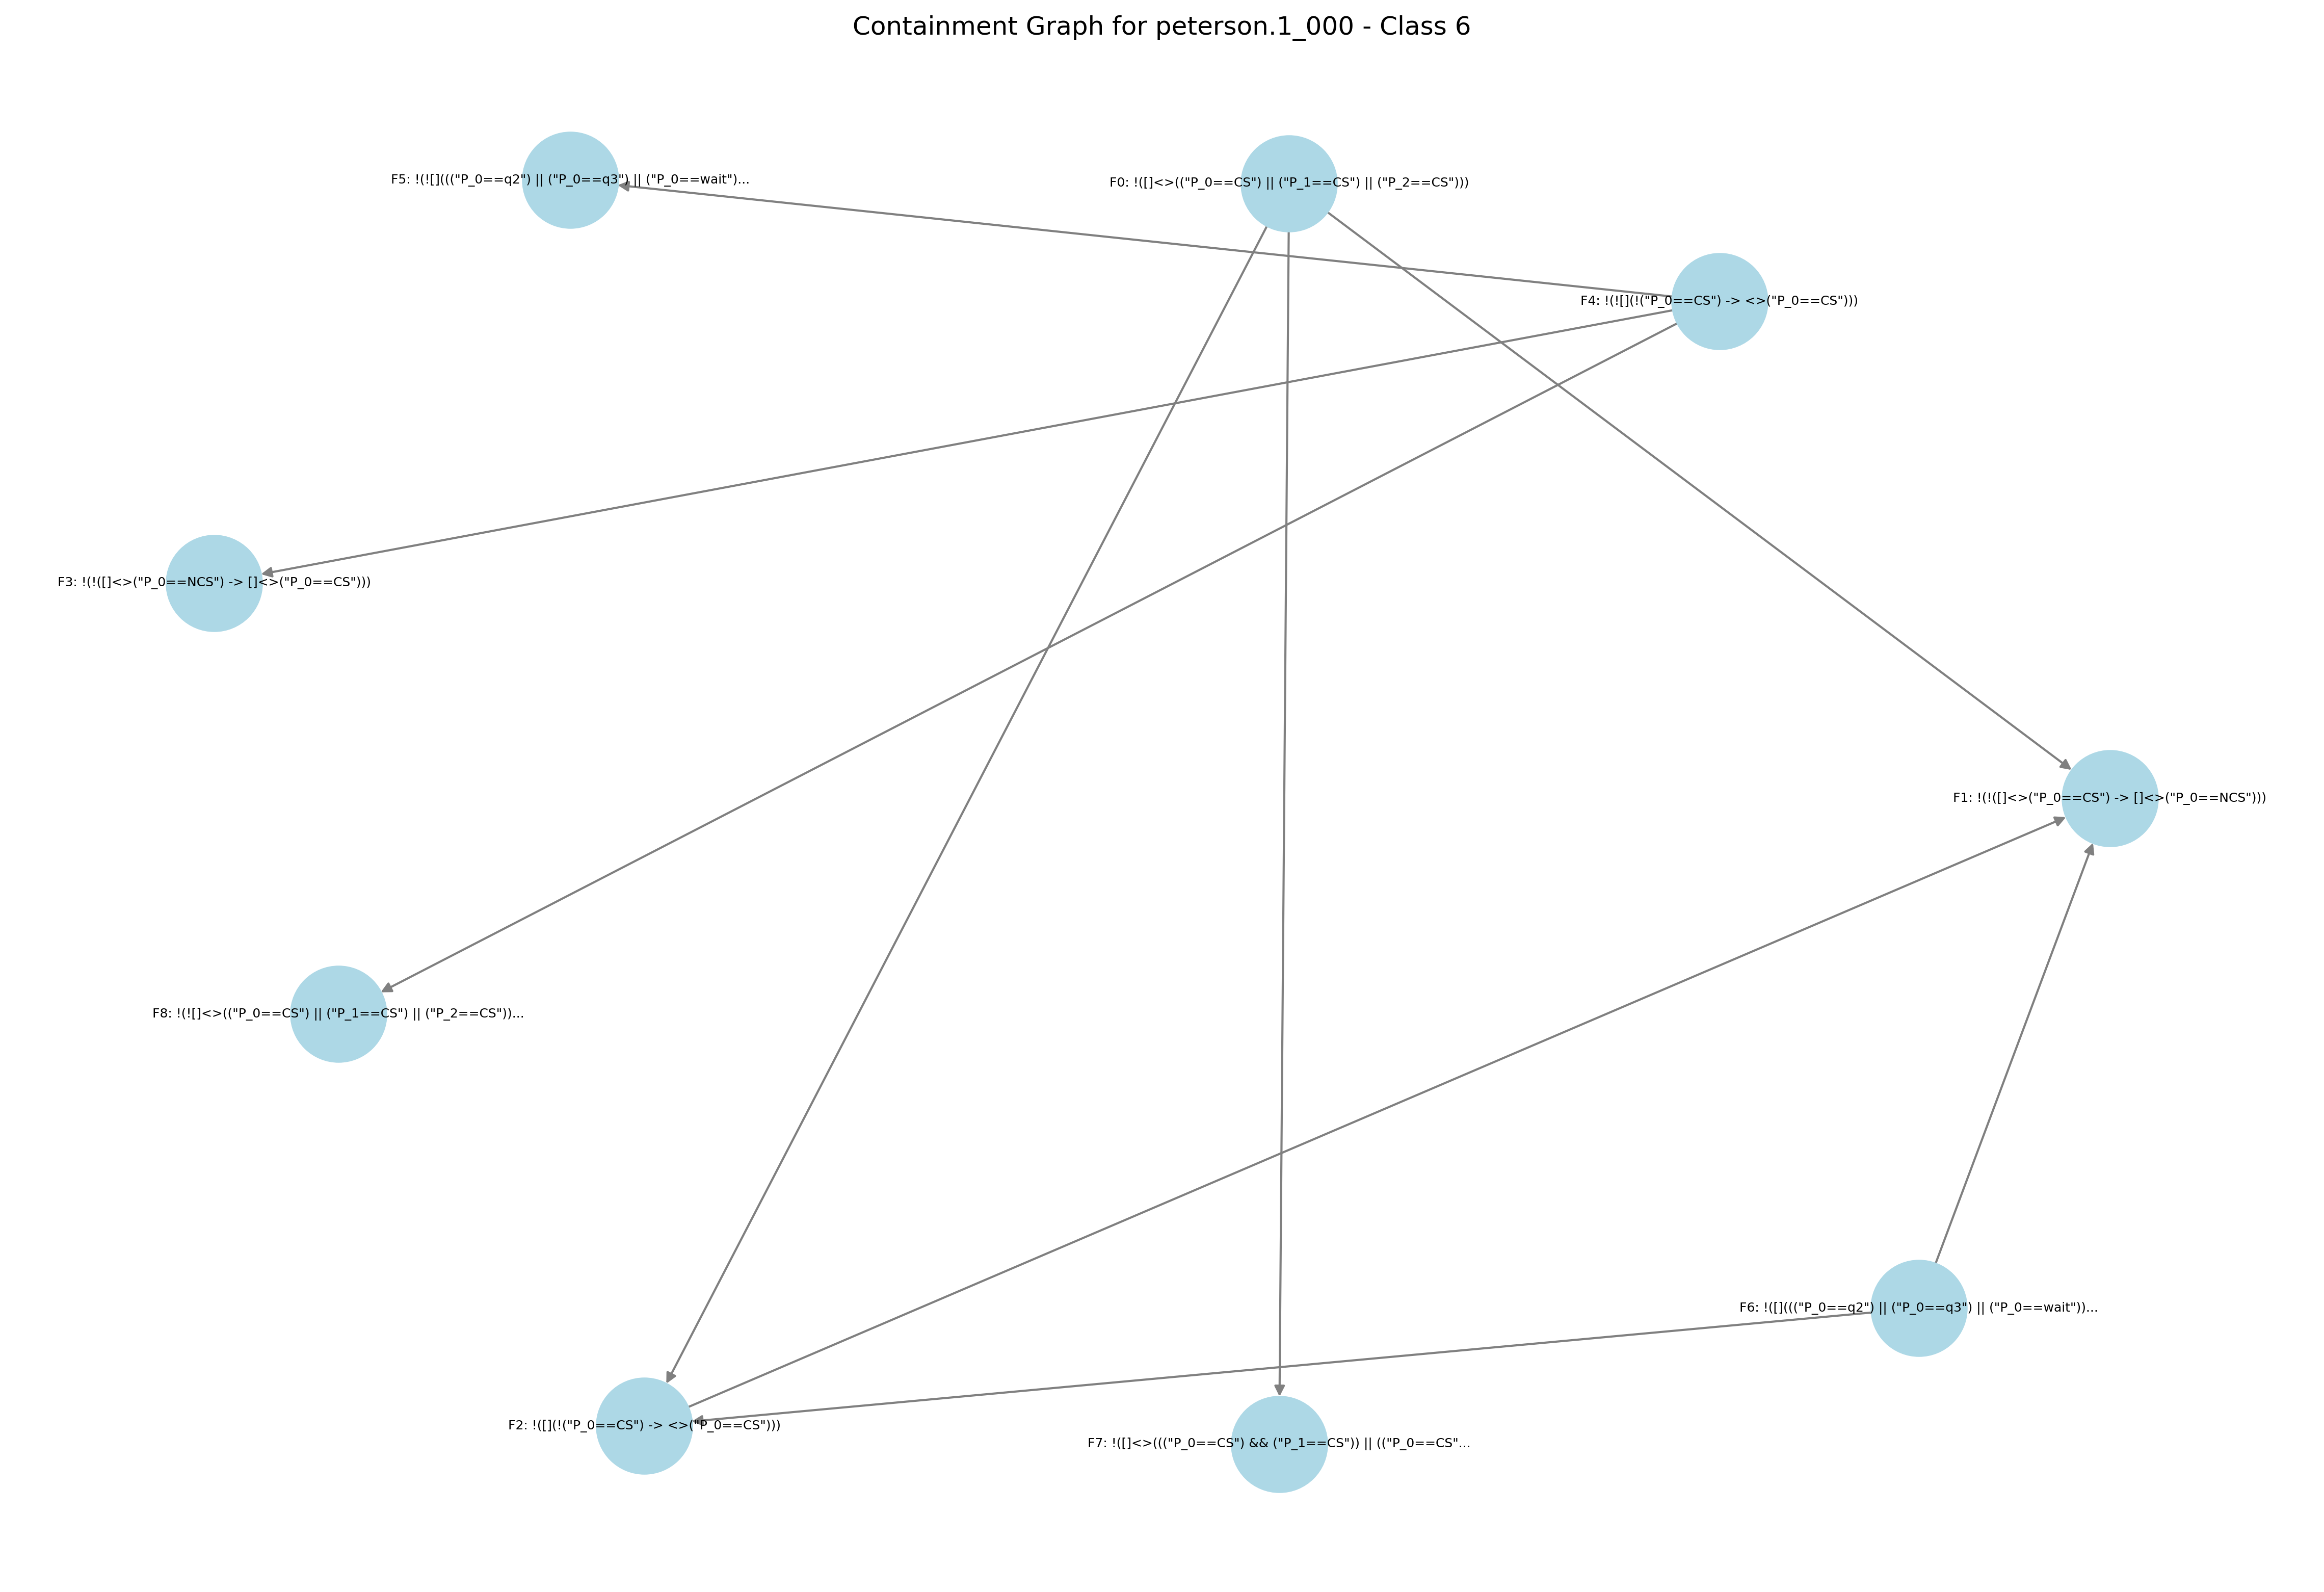 Containment Graph for peterson.1_000 - Class 6
F5: !(![]((("P_0==q2") || ("P_0==q3") || ("P_0==wait")...
F0: !([]<>(("P_0==CS") || ("P_1==CS") || ("P_2==CS")))
F4: !(![](!("P_0==CS") -> <>("P_0==CS")))
F3: !(!([]<>("P_0==NCS") -> []<>("P_0==CS")))
F1: !(!([]<>("P_0==CS") -> []<>("P_0==NCS")))
F8: !(![]<>(("P_0==CS") || ("P_1==CS") || ("P_2==CS"))...
F6: !([]((("P_0==q2") || ("P_0==q3") || ("P_0==wait"))...
F2: !([](!("P_0==CS") -> <>("P_0==CS")))
F7: !([]<>((("P_0==CS") && ("P_1==CS")) || (("P_0==CS"...